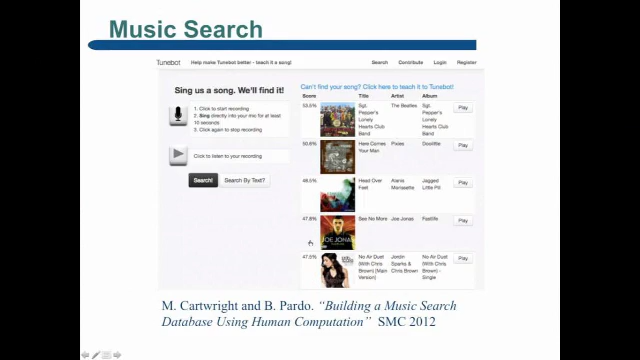 Music Search
Tunebot Help make Tunebot better - teach it a song! Search Contribute Login Register
Sing us a song. We'll find it!
1. Click to start recording
2. Sing directly into your mic for at least
10 seconds
3. Click again to stop recording
Click to listen to your recording
Search! Search By Text?
Can't find your song? Click here to teach it to Tunebot!
Score Title Artist Album
53.5% Sgt. Pepper's Lonely Hearts Club Band The Beatles Sgt. Pepper's Lonely Hearts Club Band Play
50.6% Here Comes Your Man Pixies Doolittle Play
Head Over Feet Alanis Morissette Jagged Little Pill Play
47.6% See No More Joe Jonas Fastlife Play
JOE JONAS
47.5% No Air Duet (With Chris Brown) [Main Version] Jordin Sparks & Chris Brown No Air Duet (With Chris Brown) - Single Play
M. Cartwright and B. Pardo. “Building a Music Search
Database Using Human Computation” SMC 2012